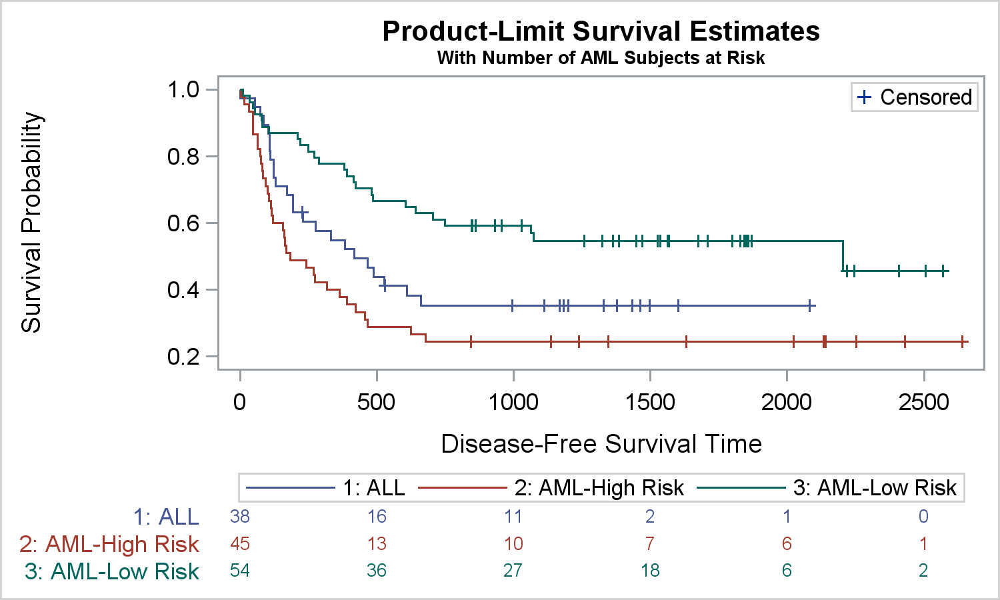 Product-Limit Survival Estimates
With Number of AML Subjects at Risk
Survival Probability
1.0
0.8
0.6
0.4
0.2
Censored
0 500 1000 1500 2000 2500
Disease-Free Survival Time
1: ALL 2: AML-High Risk 3: AML-Low Risk
1: ALL 38 16 11 2 1 0
2: AML-High Risk 45 13 10 7 6 1
3: AML-Low Risk 54 36 27 18 6 2